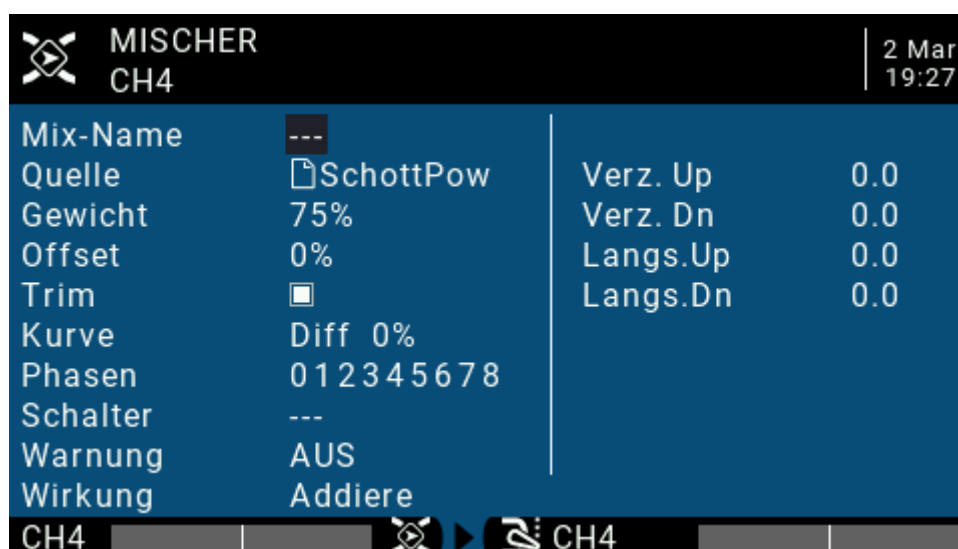 MISCHER
CH4
2 Mar
19:27
Mix-Name ---
Quelle SchottPow
Gewicht 75%
Offset 0%
Trim
Kurve Diff 0%
Phasen 012345678
Schalter ---
Warnung AUS
Wirkung Addiere
Verz. Up 0.0
Verz. Dn 0.0
Langs.Up 0.0
Langs.Dn 0.0
CH4 CH4